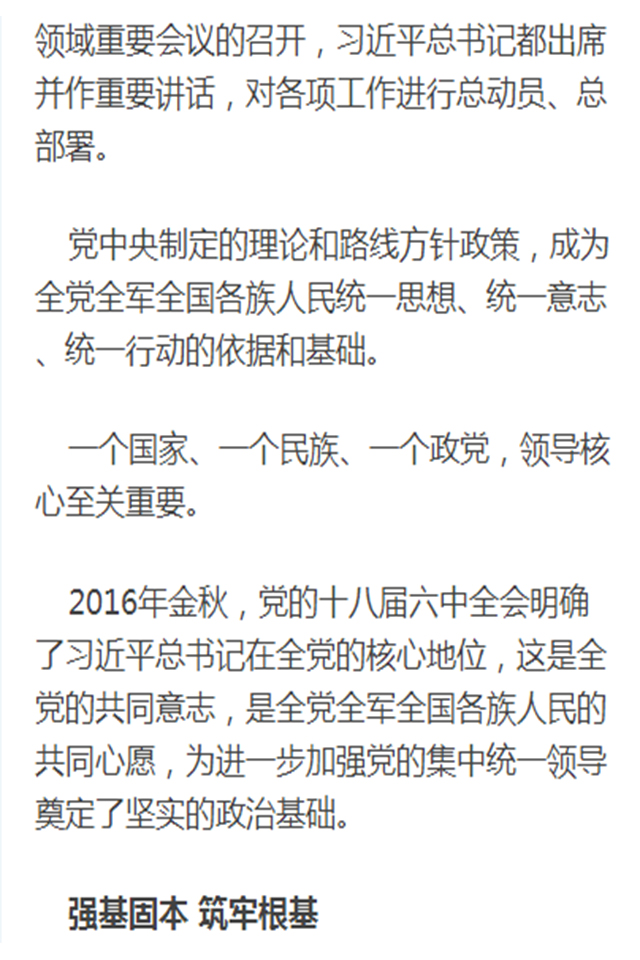 领域重要会议的召开，习近平总书记都出席
并作重要讲话，对各项工作进行总动员、总
部署。
党中央制定的理论和路线方针政策，成为
全党全军全国各族人民统一思想、统一意志
、统一行动的依据和基础。
一个国家、一个民族、一个政党，领导核
心至关重要。
2016年金秋，党的十八届六中全会明确
了习近平总书记在全党的核心地位，这是全
党的共同意志，是全党全军全国各族人民的
共同心愿，为进一步加强党的集中统一领导
奠定了坚实的政治基础。
强基固本 筑牢根基